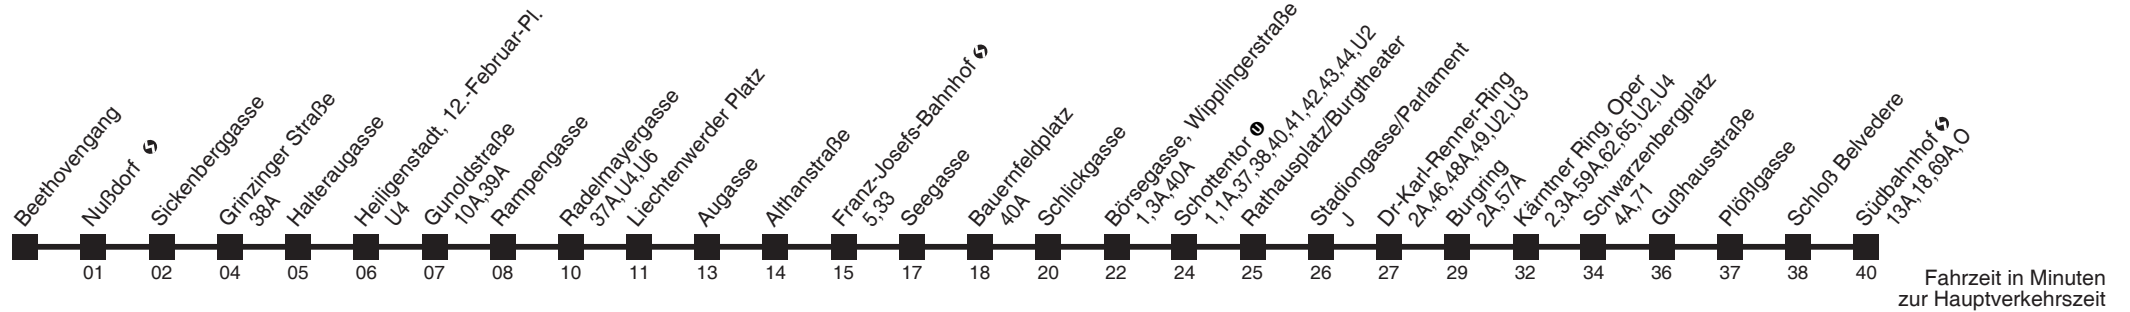 Beethovengang
Nußdorf
Sickenberggasse
Grinzinger Straße
38A
Halteraugasse
Heiligenstadt, 12.-Februar-Pl.
U4
Gunoldstraße
10A,39A
Rampengasse
Radelmayergasse
37A,U4,U6
Liechtenwerder Platz
Augasse
Althanstraße
Franz-Josefs-Bahnhof
5,33
Seegasse
Bauernfeldplatz
40A
Schlickgasse
Börsegasse, Wipplingerstraße
1,3A,40A
Schottentor U
1,1A,37,38,40,41,42,43,44,U2
Rathausplatz/Burgtheater
Stadiongasse/Parlament
J
Dr-Karl-Renner-Ring
2A,46,48A,49,U2,U3
Burgring
2A,57A
Kärntner Ring, Oper
2,3A,59A,62,65,U2,U4
Schwarzenbergplatz
4A,71
Gußhausstraße
Plößlgasse
Schloß Belvedere
Südbahnhof
13A,18,69A,O
01 02 04 05 06 07 08 10 11 13 14 15 17 18 20 22 24 25 26 27 29 32 34 36 37 38 40
Fahrzeit in Minuten
zur Hauptverkehrszeit